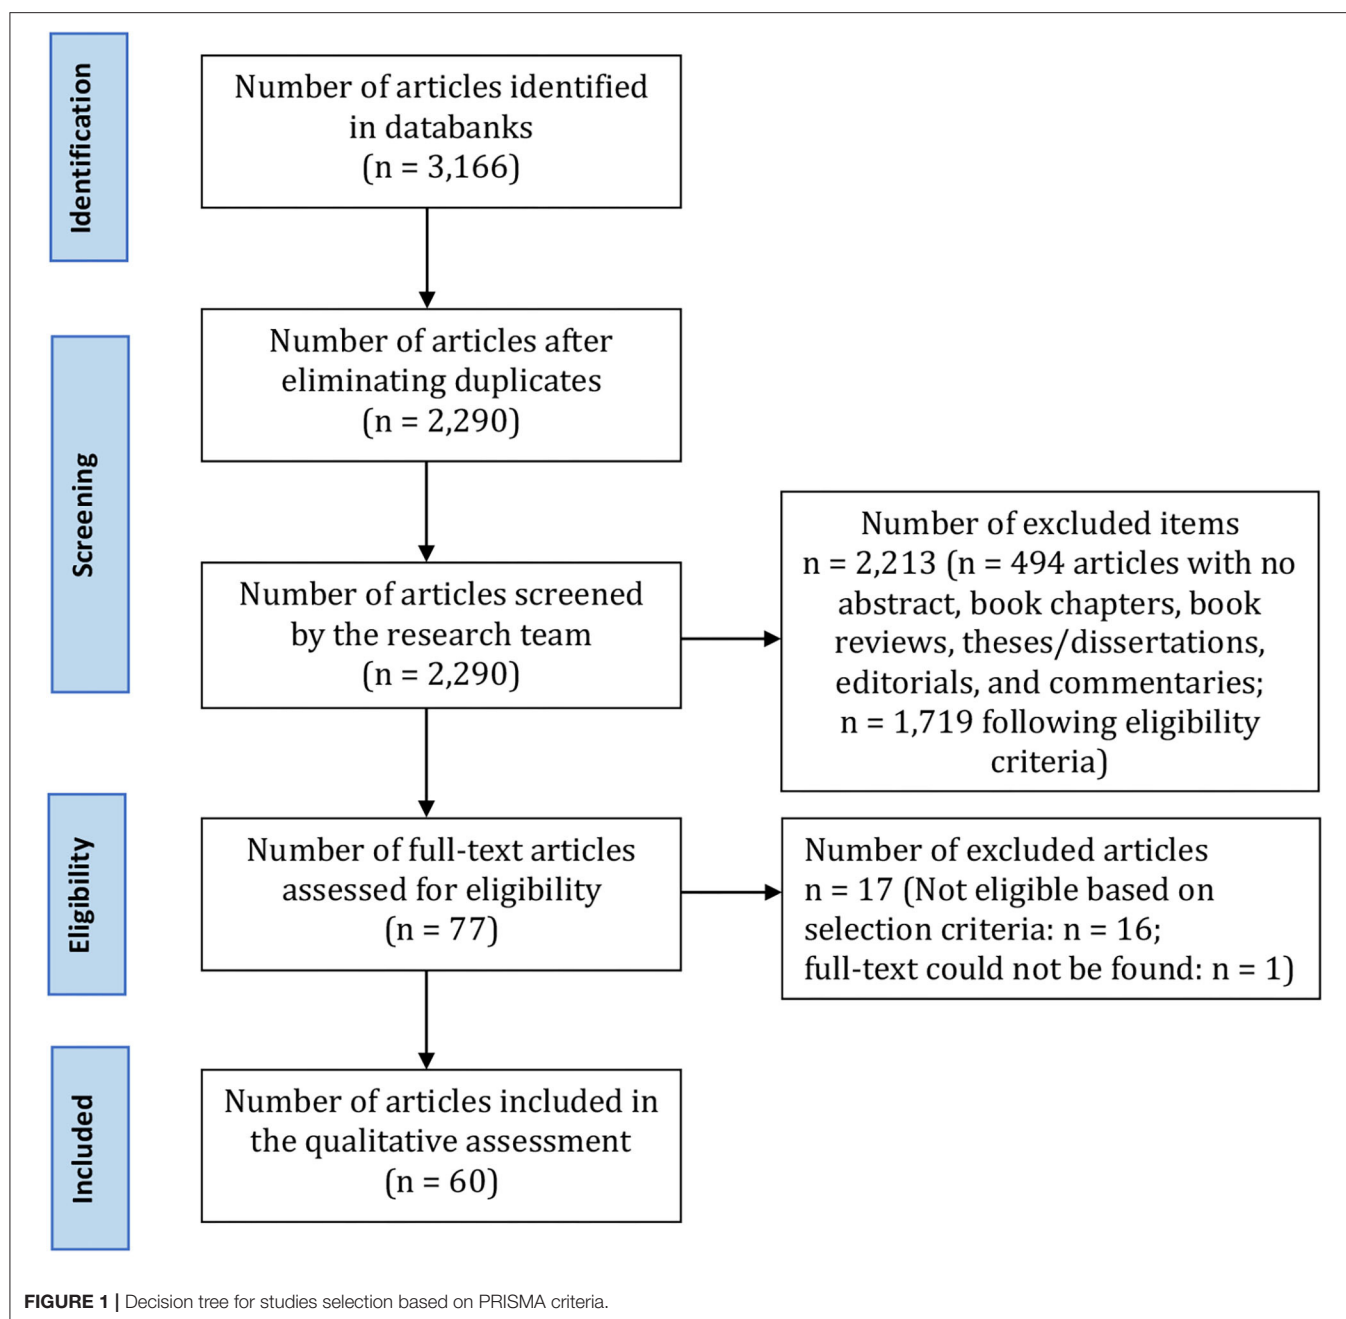 Identification
Number of articles identified
in databanks
(n = 3,166)
Screening
Number of articles after
eliminating duplicates
(n = 2,290)
Number of articles screened
by the research team
(n = 2,290)
Number of excluded items
n = 2,213 (n = 494 articles with no
abstract, book chapters, book
reviews, theses/dissertations,
editorials, and commentaries;
n = 1,719 following eligibility
criteria)
Eligibility
Number of full-text articles
assessed for eligibility
(n = 77)
Number of excluded articles
n = 17 (Not eligible based on
selection criteria: n = 16;
full-text could not be found: n = 1)
Included
Number of articles included in
the qualitative assessment
(n = 60)
FIGURE 1 | Decision tree for studies selection based on PRISMA criteria.